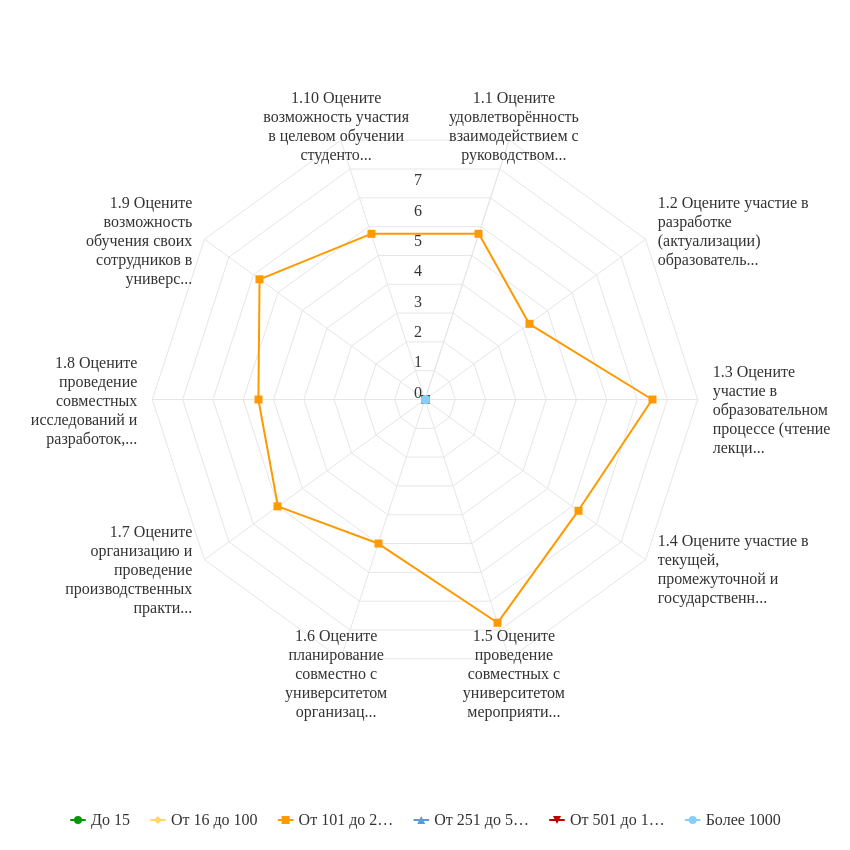 1.10 Оцените
возможность участия
в целевом обучении
студенто...
1.1 Оцените
удовлетворённость
взаимодействием с
руководством...
1.2 Оцените участие в
разработке
(актуализации)
образователь...
1.3 Оцените
участие в
образовательном
процессе (чтение
лекци...
1.4 Оцените участие в
текущей,
промежуточной и
государственн...
1.5 Оцените
проведение
совместных с
университетом
мероприяти...
1.6 Оцените
планирование
совместно с
университетом
организац...
1.7 Оцените
организацию и
проведение
производственных
практи...
1.8 Оцените
проведение
совместных
исследований и
разработок,...
1.9 Оцените
возможность
обучения своих
сотрудников в
универс...
7
6
5
4
3
2
1
0
До 15
От 16 до 100
От 101 до 2...
От 251 до 5...
От 501 до 1...
Более 1000